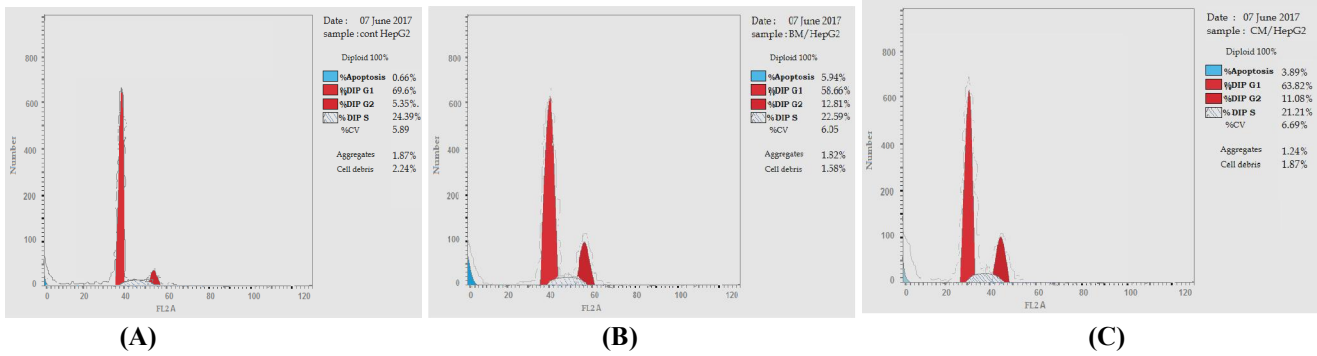 Date : 07 June 2017
sample : cont HepG2
Diploid 100%
%Apoptosis 0.66%
%DIP G1 69.6%
%DIP G2 5.35%
%DIP S 24.39%
%CV 5.89
Aggregates 1.87%
Cell debris 2.24%
Number
800
600
400
200
100
0
0 20 40 60 80 100 120
FL2A
(A)
Date : 07 June 2017
sample : BM/HepG2
Diploid 100%
%Apoptosis 5.94%
%DIP G1 58.66%
%DIP G2 12.81%
%DIP S 22.59%
%CV 6.05
Aggregates 1.82%
Cell debris 1.58%
Number
800
600
400
200
100
0
0 20 40 60 80 100 120
FL2A
(B)
Date : 07 June 2017
sample : CM/HepG2
Diploid 100%
%Apoptosis 3.89%
%DIP G1 63.82%
%DIP G2 11.08%
%DIP S 21.21%
%CV 6.69%
Aggregates 1.24%
Cell debris 1.87%
Number
800
600
400
200
100
0
0 20 40 60 80 100 120
FL2A
(C)